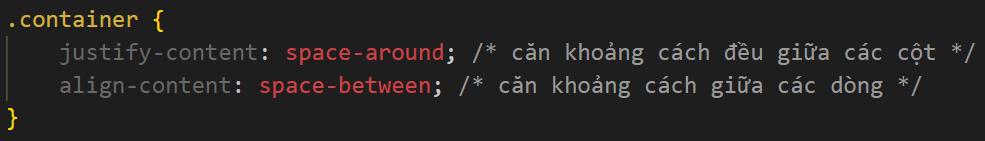 .container {
    justify-content: space-around; /* căn khoảng cách đều giữa các cột */
    align-content: space-between; /* căn khoảng cách giữa các dòng */
}